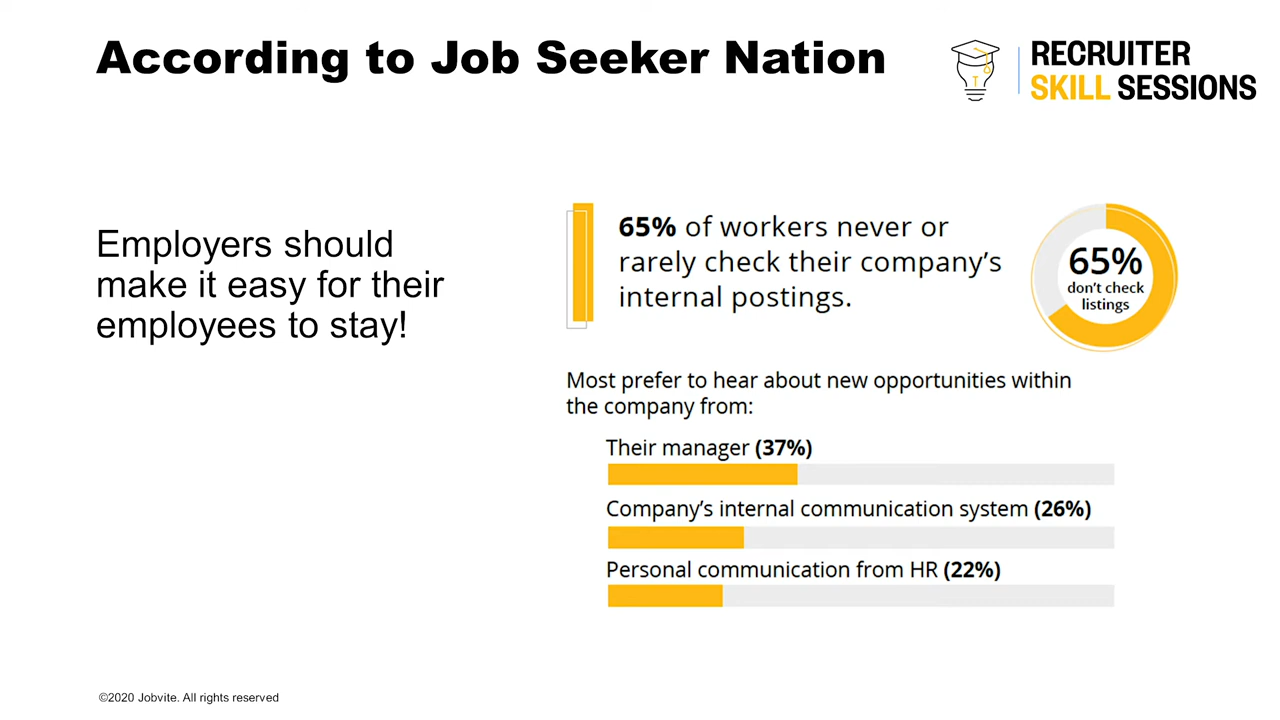 According to Job Seeker Nation
RECRUITER
SKILL SESSIONS
Employers should
make it easy for their
employees to stay!
65% of workers never or
rarely check their company’s
internal postings.
65%
don’t check
listings
Most prefer to hear about new opportunities within
the company from:
Their manager (37%)
Company’s internal communication system (26%)
Personal communication from HR (22%)
©2020 Jobvite. All rights reserved